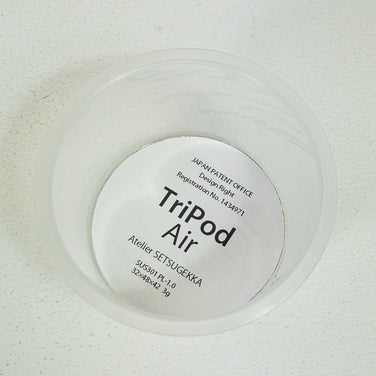 JAPAN PATENT OFFICE
Design Right
Registration No. 1434971
TriPod
Air
Atelier SETSUGEKKA
SUS301 PL-1.0
32×48×42 3g